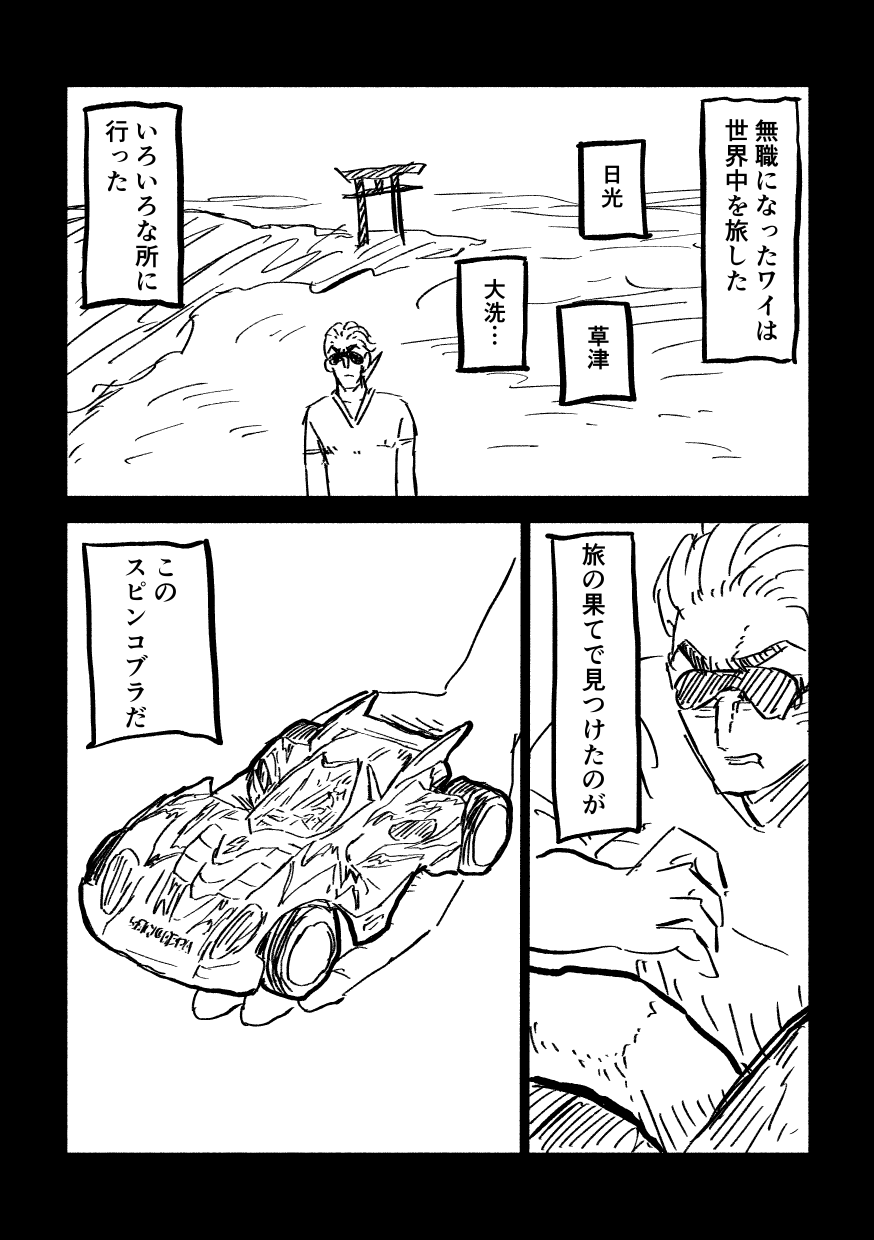 無職になったワイは
世界中を旅した
日光
草津
大洗…
いろいろな所に
行った
旅の果てで見つけたのが
この
スピンコブラだ